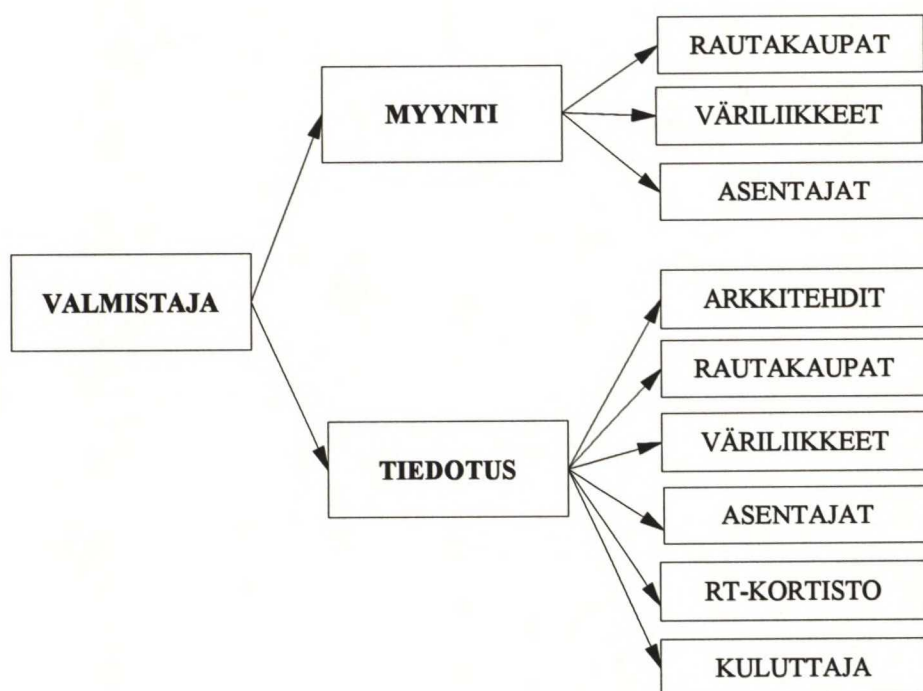 RAUTAKAUPAT
MYYNTI
VÄRILIIKKEET
ASENTAJAT
VALMISTAJA
ARKKITEHDIT
RAUTAKAUPAT
VÄRILIIKKEET
TIEDOTUS
ASENTAJAT
RT-KORTISTO
KULUTTAJA